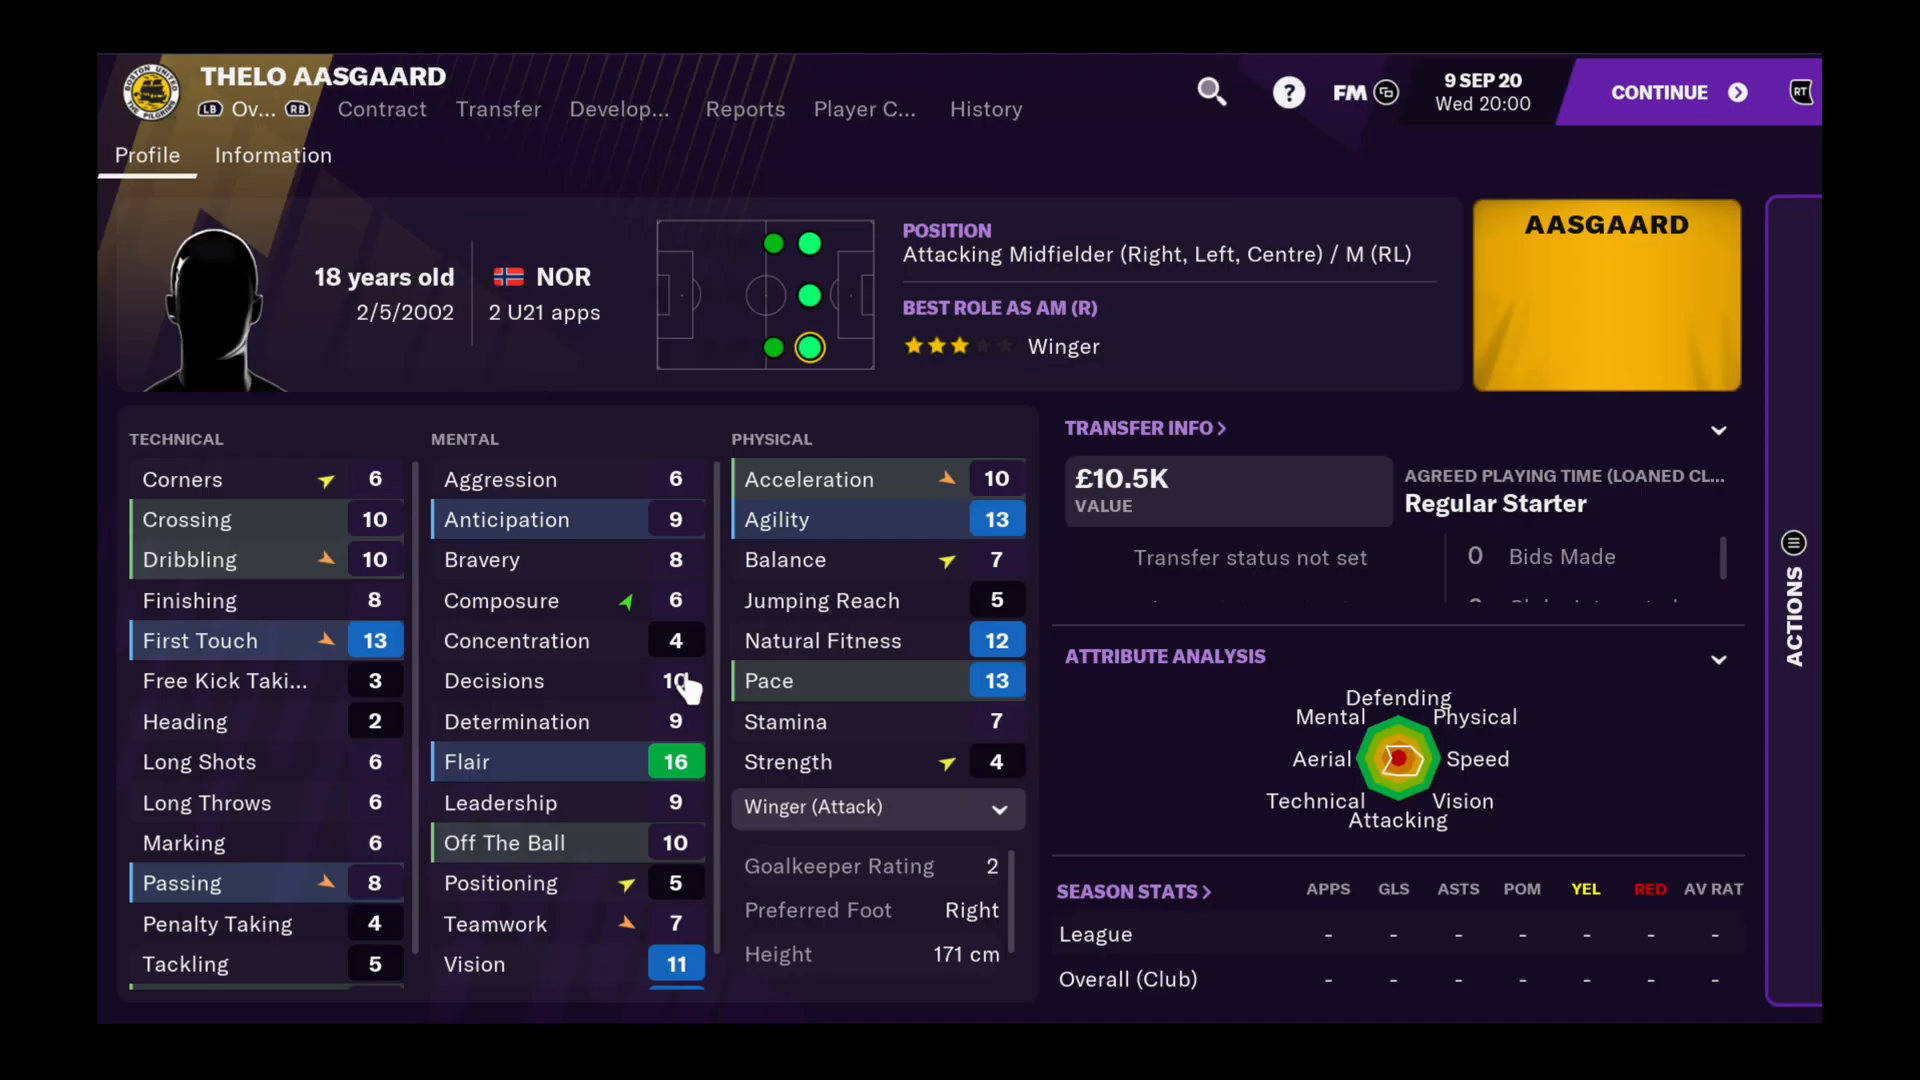 THELO AASGAARD
LB Ov... RB Contract Transfer Develop... Reports Player C... History
? FM
9 SEP 20
Wed 20:00
CONTINUE
RT
Profile Information
BOSTON UNITED
THE PILGRIMS
18 years old
2/5/2002
NOR
2 U21 apps
POSITION
Attacking Midfielder (Right, Left, Centre) / M (RL)
BEST ROLE AS AM (R)
Winger
AASGAARD
TECHNICAL
Corners 6
Crossing 10
Dribbling 10
Finishing 8
First Touch 13
Free Kick Taki... 3
Heading 2
Long Shots 6
Long Throws 6
Marking 6
Passing 8
Penalty Taking 4
Tackling 5
MENTAL
Aggression 6
Anticipation 9
Bravery 8
Composure 6
Concentration 4
Decisions 10
Determination 9
Flair 16
Leadership 9
Off The Ball 10
Positioning 5
Teamwork 7
Vision 11
PHYSICAL
Acceleration 10
Agility 13
Balance 7
Jumping Reach 5
Natural Fitness 12
Pace 13
Stamina 7
Strength 4
Winger (Attack)
Goalkeeper Rating 2
Preferred Foot Right
Height 171 cm
TRANSFER INFO
£10.5K
VALUE
AGREED PLAYING TIME (LOANED CL...
Regular Starter
Transfer status not set
0 Bids Made
ATTRIBUTE ANALYSIS
Defending
Mental Physical
Aerial Speed
Technical Vision
Attacking
SEASON STATS APPS GLS ASTS POM YEL RED AV RAT
League - - - - - - -
Overall (Club) - - - - - - -
ACTIONS